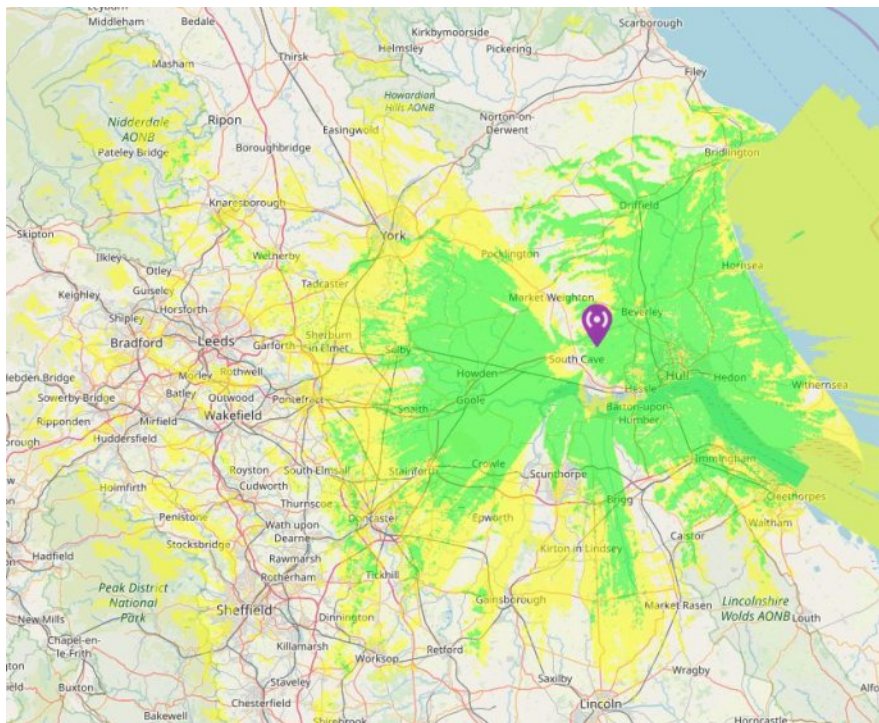 Leyburn
Middleham
Bedale
Scarborough
Kirkbymoorside
Helmsley
Pickering
Thirsk
Masham
Filey
Howardian
Hills AONB
Norton-on-
Derwent
Nidderdale
AONB
Ripon
Easingwold
Pateley Bridge
Boroughbridge
Bridlington
Driffield
Knaresborough
Skipton
York
Wetherby
Pocklington
Ilkley
Otley
Tadcaster
Hornsea
Keighley
Guiseley
Market Weighton
Horsforth
Beverley
Shipley
Sherburn
in Elmet
Bradford
Leeds
Garforth
Selby
South Cave
Hebden Bridge
Morley
Rothwell
Howden
Hull
Hedon
Sowerby Bridge
Batley
Outwood
Hessle
Withernsea
Wakefield
Pontefract
Snaith
Goole
Barton-upon-
Humber
Ripponden
Mirfield
Huddersfield
Immingham
Royston
South Elmsall
Stainforth
Crowle
Scunthorpe
Holmfirth
Cudworth
Thurnscoe
Brigg
Cleethorpes
Penistone
Wath upon
Dearne
Doncaster
Epworth
Waltham
Stocksbridge
Caistor
Kirton in Lindsey
Hadfield
Rawmarsh
Rotherham
Tickhill
Peak District
National
Park
Gainsborough
Market Rasen
Lincolnshire
Wolds AONB
New Mills
Sheffield
Dinnington
Louth
Chapel-en-
le-Frith
Killamarsh
Retford
Worksop
Wragby
Buxton
Staveley
Saxilby
Chesterfield
Lincoln
Bakewell
Shirebrook
Horncastle